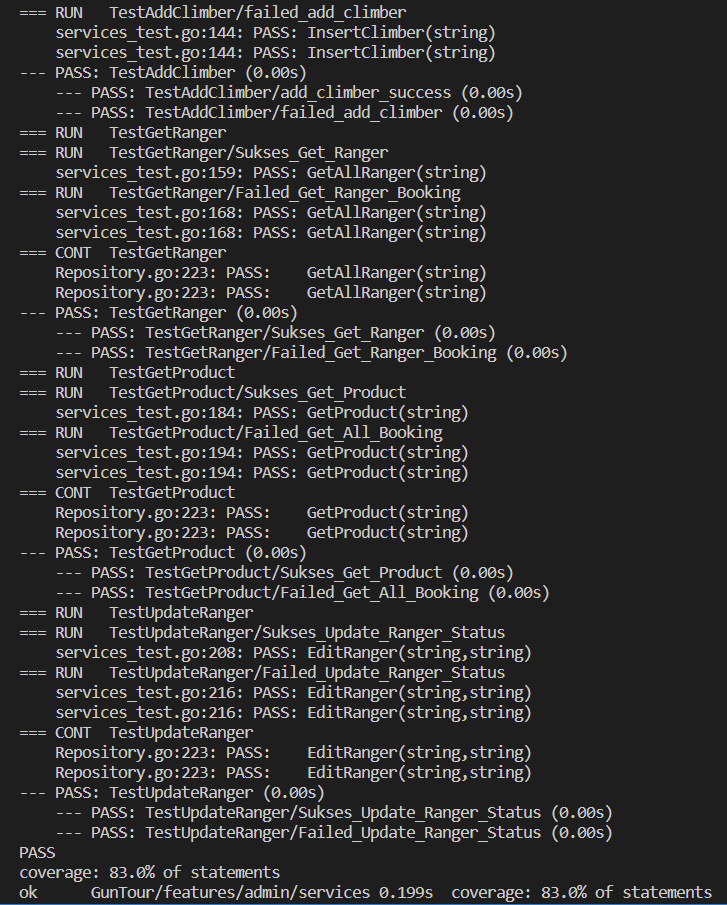 === RUN   TestAddClimber/failed_add_climber
    services_test.go:144: PASS: InsertClimber(string)
    services_test.go:144: PASS: InsertClimber(string)
--- PASS: TestAddClimber (0.00s)
    --- PASS: TestAddClimber/add_climber_success (0.00s)
    --- PASS: TestAddClimber/failed_add_climber (0.00s)
=== RUN   TestGetRanger
=== RUN   TestGetRanger/Sukses_Get_Ranger
    services_test.go:159: PASS: GetAllRanger(string)
=== RUN   TestGetRanger/Failed_Get_Ranger_Booking
    services_test.go:168: PASS: GetAllRanger(string)
    services_test.go:168: PASS: GetAllRanger(string)
=== CONT  TestGetRanger
    Repository.go:223: PASS:    GetAllRanger(string)
    Repository.go:223: PASS:    GetAllRanger(string)
--- PASS: TestGetRanger (0.00s)
    --- PASS: TestGetRanger/Sukses_Get_Ranger (0.00s)
    --- PASS: TestGetRanger/Failed_Get_Ranger_Booking (0.00s)
=== RUN   TestGetProduct
=== RUN   TestGetProduct/Sukses_Get_Product
    services_test.go:184: PASS: GetProduct(string)
=== RUN   TestGetProduct/Failed_Get_All_Booking
    services_test.go:194: PASS: GetProduct(string)
    services_test.go:194: PASS: GetProduct(string)
=== CONT  TestGetProduct
    Repository.go:223: PASS:    GetProduct(string)
    Repository.go:223: PASS:    GetProduct(string)
--- PASS: TestGetProduct (0.00s)
    --- PASS: TestGetProduct/Sukses_Get_Product (0.00s)
    --- PASS: TestGetProduct/Failed_Get_All_Booking (0.00s)
=== RUN   TestUpdateRanger
=== RUN   TestUpdateRanger/Sukses_Update_Ranger_Status
    services_test.go:208: PASS: EditRanger(string,string)
=== RUN   TestUpdateRanger/Failed_Update_Ranger_Status
    services_test.go:216: PASS: EditRanger(string,string)
    services_test.go:216: PASS: EditRanger(string,string)
=== CONT  TestUpdateRanger
    Repository.go:223: PASS:    EditRanger(string,string)
    Repository.go:223: PASS:    EditRanger(string,string)
--- PASS: TestUpdateRanger (0.00s)
    --- PASS: TestUpdateRanger/Sukses_Update_Ranger_Status (0.00s)
    --- PASS: TestUpdateRanger/Failed_Update_Ranger_Status (0.00s)
PASS
coverage: 83.0% of statements
ok      GunTour/features/admin/services 0.199s  coverage: 83.0% of statements